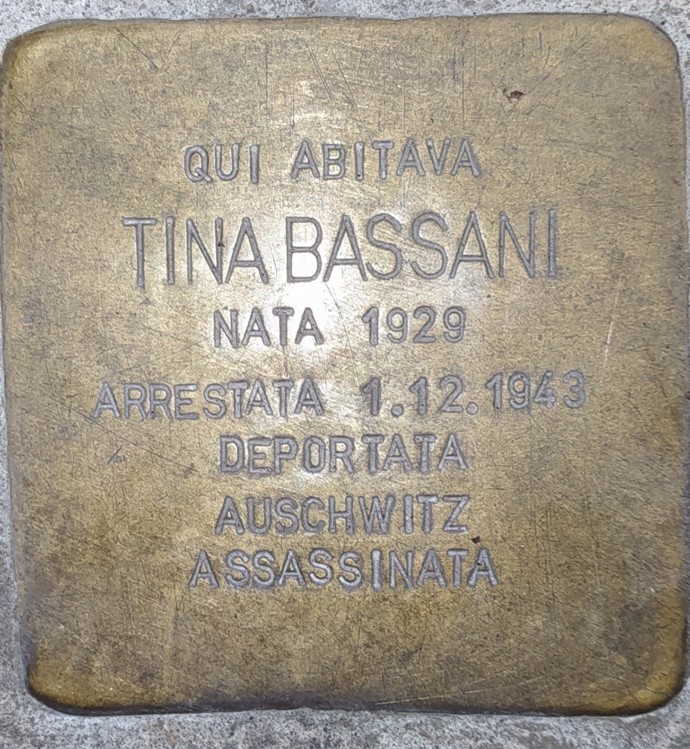 QUI ABITAVA
TINA BASSANI
NATA 1929
ARRESTATA 1.12.1943
DEPORTATA
AUSCHWITZ
ASSASSINATA